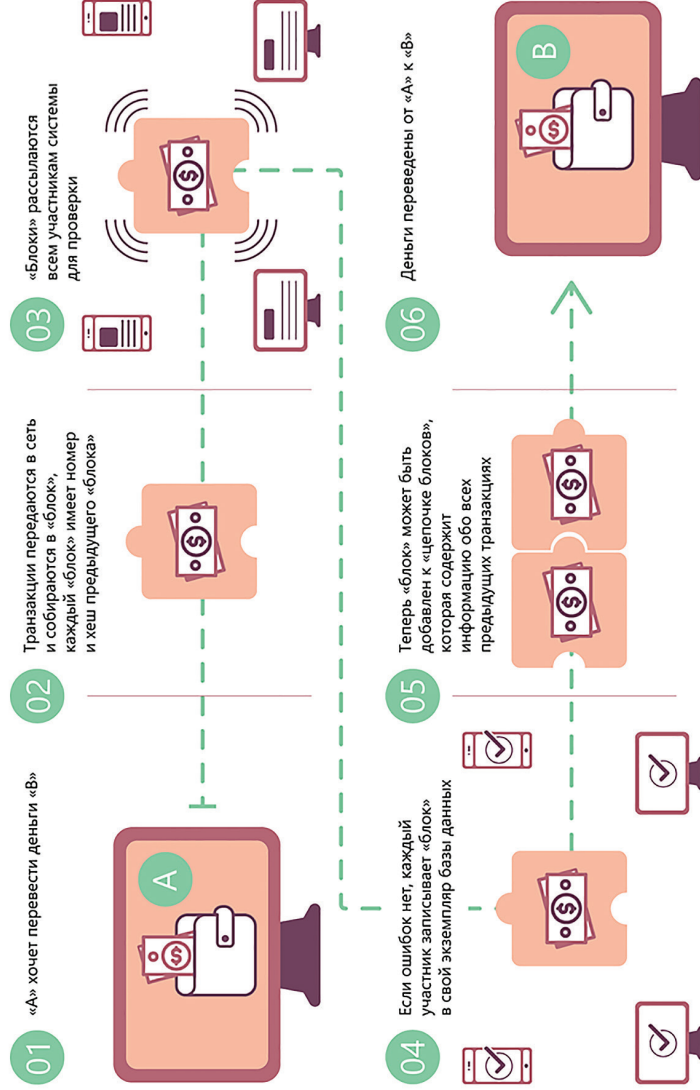 01
«А» хочет перевести деньги «В»
A
02
Транзакции передаются в сеть
и собираются в «блок»,
каждый «блок» имеет номер
и хеш предыдущего «блока»
03
«Блоки» рассылаются
всем участникам системы
для проверки
04
Если ошибок нет, каждый
участник записывает «блок»
в свой экземпляр базы данных
05
Теперь «блок» может быть
добавлен к «цепочке блоков»,
которая содержит
информацию обо всех
предыдущих транзакциях
06
Деньги переведены от «А» к «В»
B